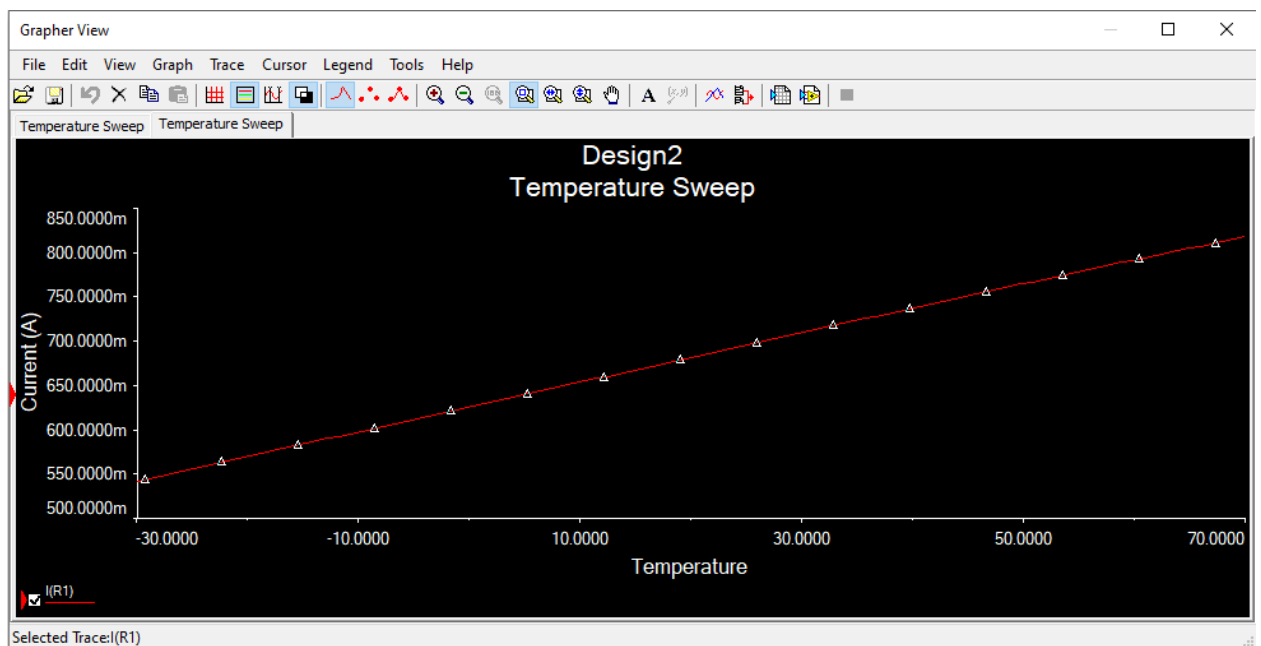 Grapher View
File Edit View Graph Trace Cursor Legend Tools Help
A
Temperature Sweep Temperature Sweep
Design2
Temperature Sweep
850.0000m
800.0000m
750.0000m
700.0000m
650.0000m
600.0000m
550.0000m
500.0000m
Current (A)
-30.0000 -10.0000 10.0000 30.0000 50.0000 70.0000
Temperature
I(R1)
Selected Trace:I(R1)